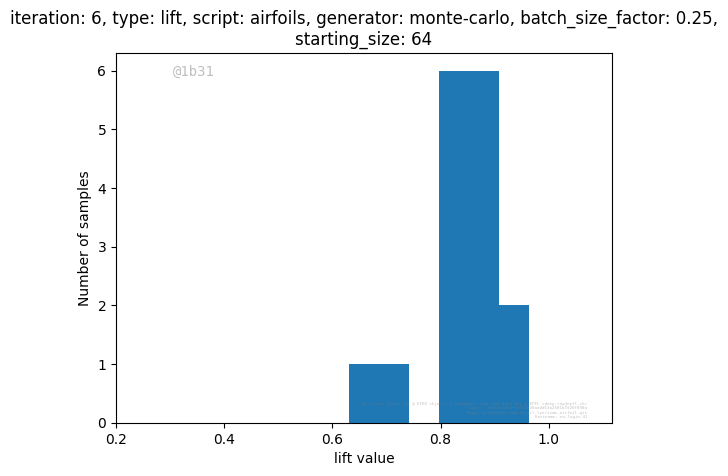 iteration: 6, type: lift, script: airfoils, generator: monte-carlo, batch_size_factor: 0.25,
starting_size: 64
@1b31
6
5
4
3
2
1
0
Number of samples
0.2 0.4 0.6 0.8 1.0
lift value